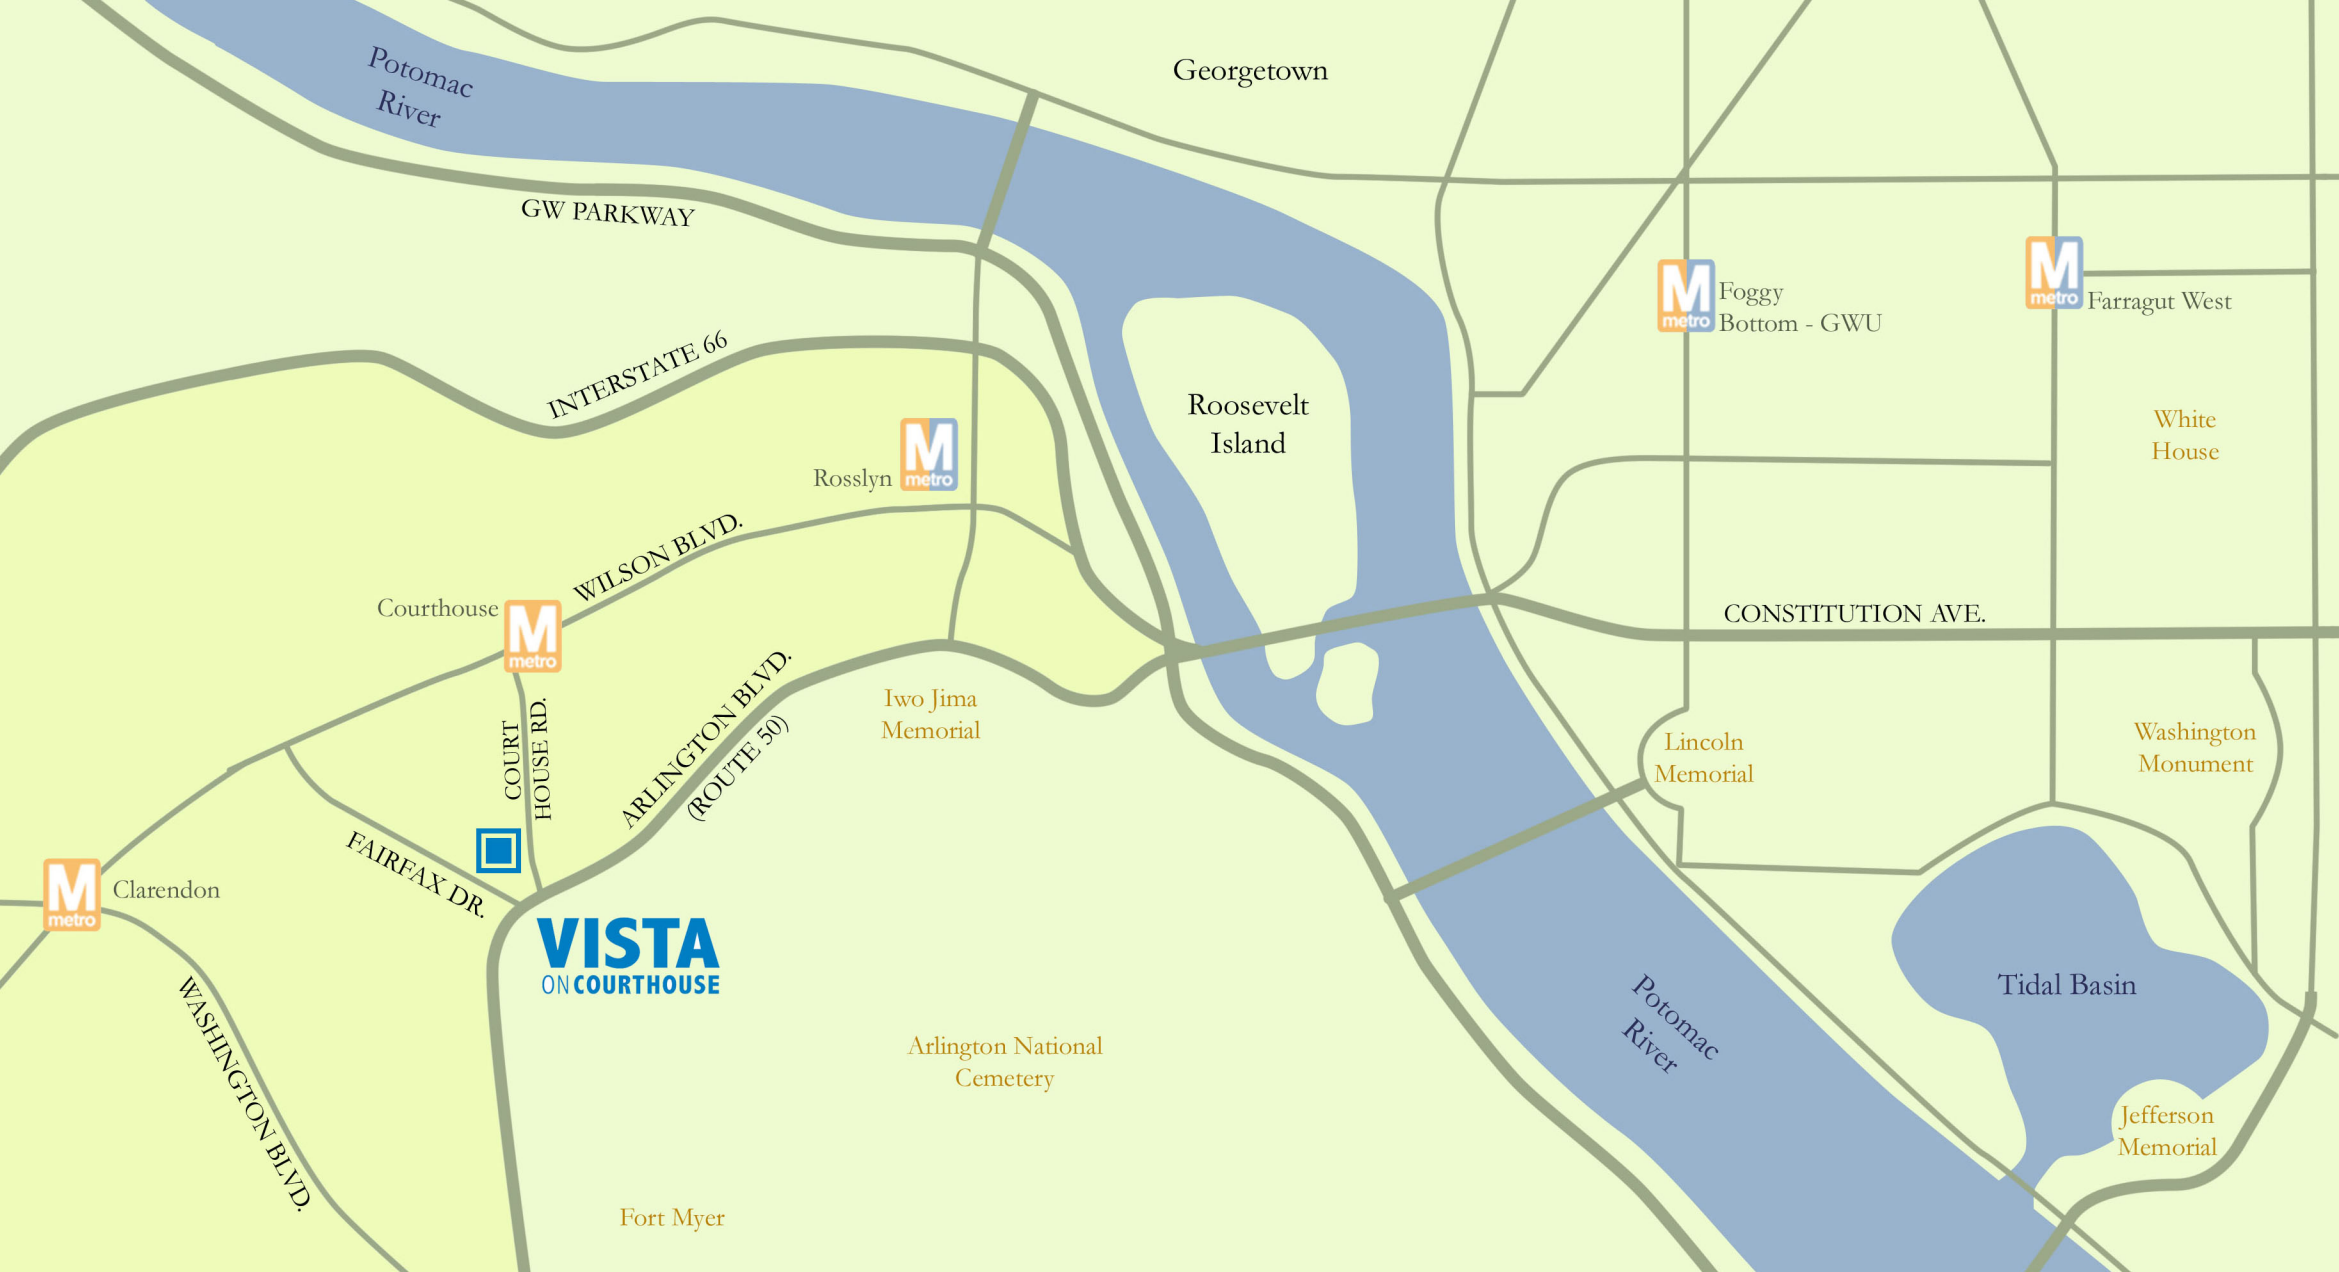 Potomac
River
Georgetown
GW PARKWAY
M
metro
Foggy
Bottom - GWU
M
metro
Farragut West
INTERSTATE 66
Roosevelt
Island
White
House
Rosslyn
M
metro
WILSON BLVD.
Courthouse
M
metro
CONSTITUTION AVE.
COURT
HOUSE RD.
ARLINGTON BLVD.
(ROUTE 50)
Iwo Jima
Memorial
Lincoln
Memorial
Washington
Monument
FAIRFAX DR.
M
metro
Clarendon
VISTA
ON COURTHOUSE
WASHINGTON BLVD.
Potomac
River
Tidal Basin
Arlington National
Cemetery
Jefferson
Memorial
Fort Myer